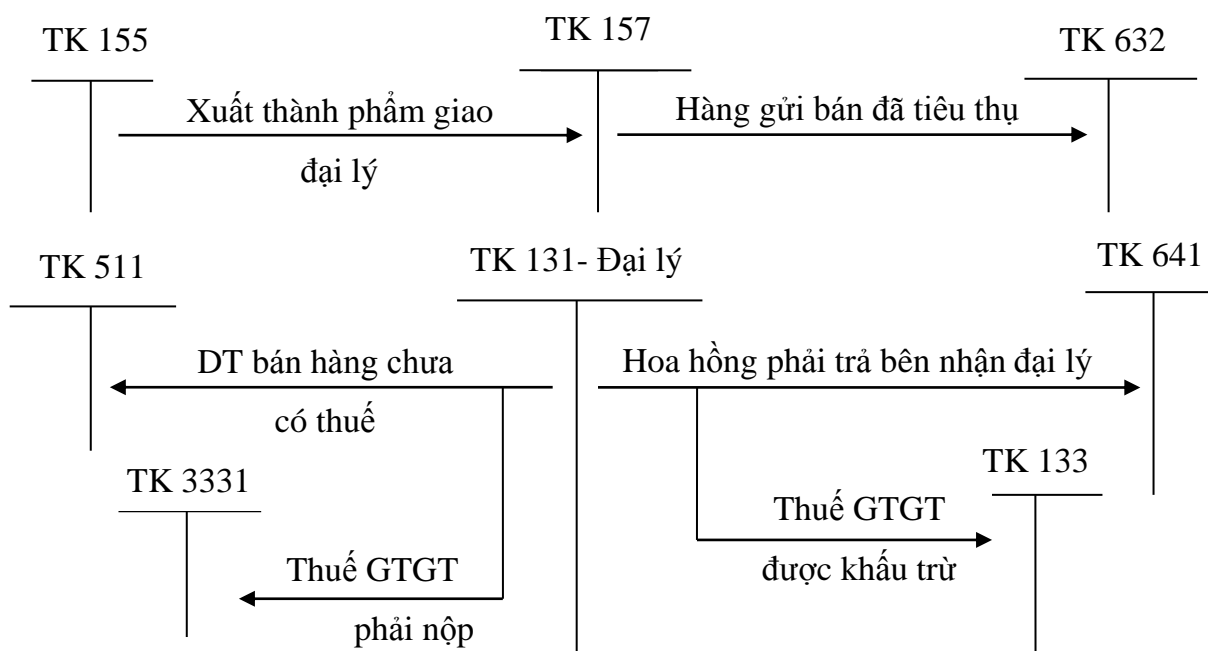 TK 155
TK 157
TK 632
Xuất thành phẩm giao
đại lý
Hàng gửi bán đã tiêu thụ
TK 511
TK 131- Đại lý
TK 641
DT bán hàng chưa
có thuế
Hoa hồng phải trả bên nhận đại lý
TK 3331
TK 133
Thuế GTGT
phải nộp
Thuế GTGT
được khấu trừ